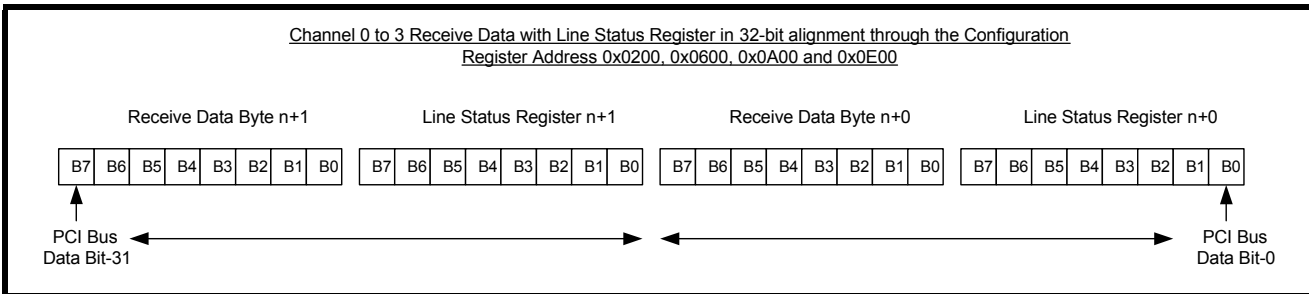 Channel 0 to 3 Receive Data with Line Status Register in 32-bit alignment through the Configuration
Register Address 0x0200, 0x0600, 0x0A00 and 0x0E00
Receive Data Byte n+1 Line Status Register n+1 Receive Data Byte n+0 Line Status Register n+0
B7 B6 B5 B4 B3 B2 B1 B0 B7 B6 B5 B4 B3 B2 B1 B0 B7 B6 B5 B4 B3 B2 B1 B0 B7 B6 B5 B4 B3 B2 B1 B0
PCI Bus PCI Bus
Data Bit-31 Data Bit-0